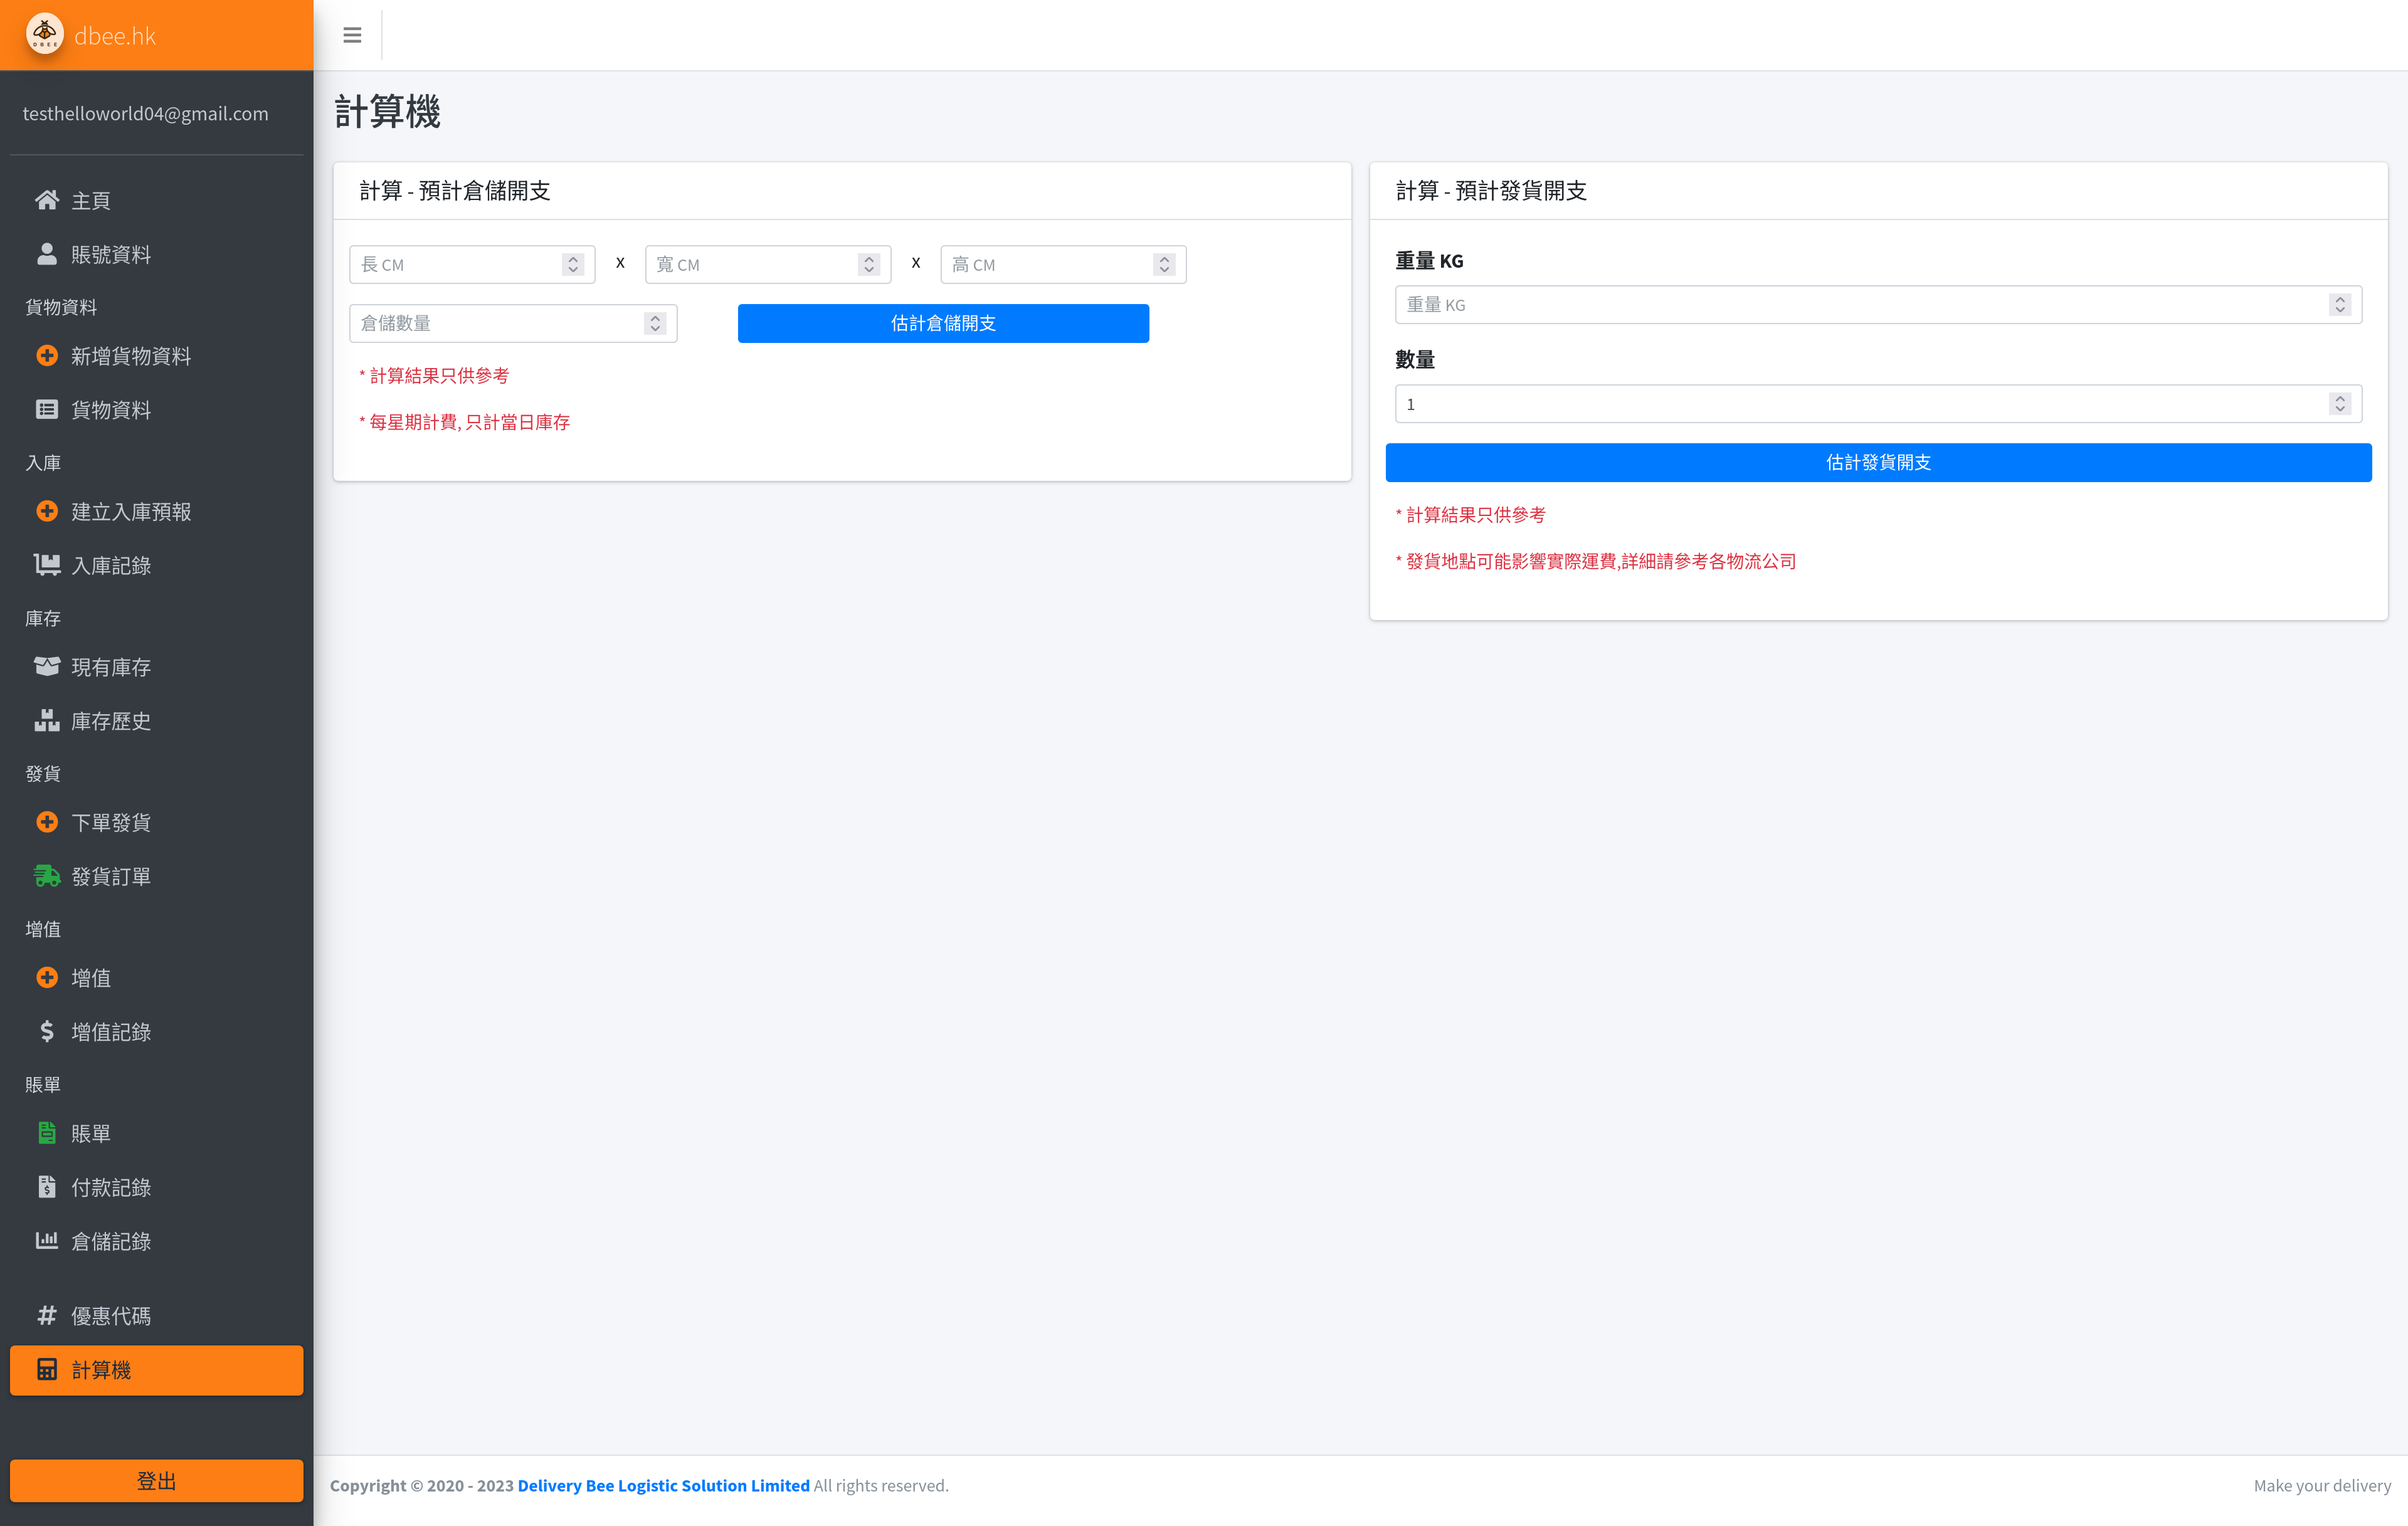 DBEE
dbee.hk
testhelloworld04@gmail.com
主頁
賬號資料
貨物資料
新增貨物資料
貨物資料
入庫
建立入庫預報
入庫記錄
庫存
現有庫存
庫存歷史
發貨
下單發貨
發貨訂單
增值
增值
增值記錄
賬單
賬單
付款記錄
倉儲記錄
優惠代碼
計算機
登出
計算機
計算 - 預計倉儲開支
長 CM x 寬 CM x 高 CM
倉儲數量 估計倉儲開支
* 計算結果只供參考
* 每星期計費, 只計當日庫存
計算 - 預計發貨開支
重量 KG
重量 KG
數量
1
估計發貨開支
* 計算結果只供參考
* 發貨地點可能影響實際運費,詳細請參考各物流公司
Copyright © 2020 - 2023 Delivery Bee Logistic Solution Limited All rights reserved.
Make your delivery